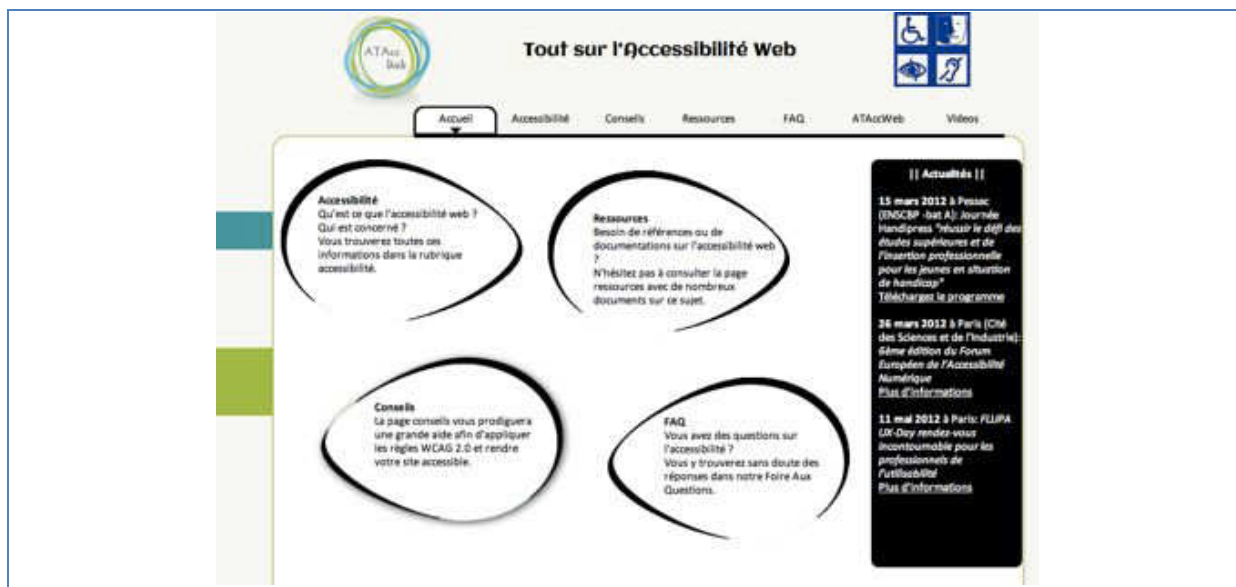 ATAcc
Web
Tout sur l'Accessibilité Web
Accueil
Accessibilité
Conseils
Ressources
FAQ
ATAccWeb
Videos
Accessibilité
Qu'est ce que l'accessibilité web ?
Qui est concerné ?
Vous trouverez toutes ces
informations dans la rubrique
accessibilité.
Ressources
Besoin de références ou de
documentations sur l'accessibilité web
?
N'hésitez pas à consulter la page
ressources avec de nombreux
documents sur ce sujet.
Conseils
La page conseils vous prodiguera
une grande aide afin d'appliquer
les règles WCAG 2.0 et rendre
votre site accessible.
FAQ
Vous avez des questions sur
l'accessibilité ?
Vous y trouverez sans doute des
réponses dans notre Foire Aux
Questions.
|| Actualités ||
15 mars 2012 à Pessac
(ENSCBP -bat A): Journée
Handipress "réussir le défi des
études supérieures et de
l'insertion professionnelle
pour les jeunes en situation
de handicap"
Téléchargez le programme
26 mars 2012 à Paris (Cité
des Sciences et de l'Industrie):
6ème édition du Forum
Européen de l'Accessibilité
Numérique
Plus d'informations
11 mai 2012 à Paris: FLUPA
UX-Day rendez-vous
incontournable pour les
professionnels de
l'utilisabilité
Plus d'informations